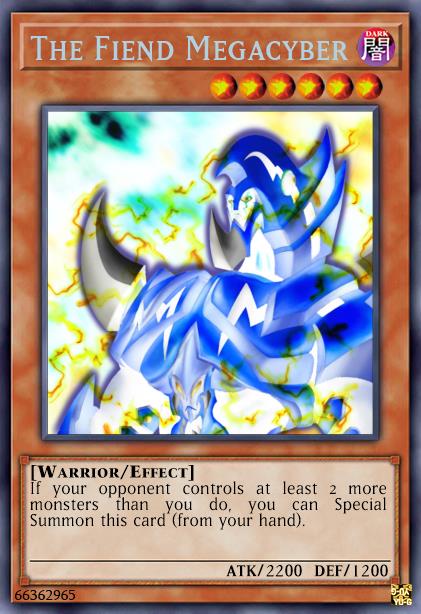 THE FIEND MEGACYBER
DARK
闇
[WARRIOR/EFFECT]
If your opponent controls at least 2 more
monsters than you do, you can Special
Summon this card (from your hand).
ATK/2200 DEF/1200
66362965